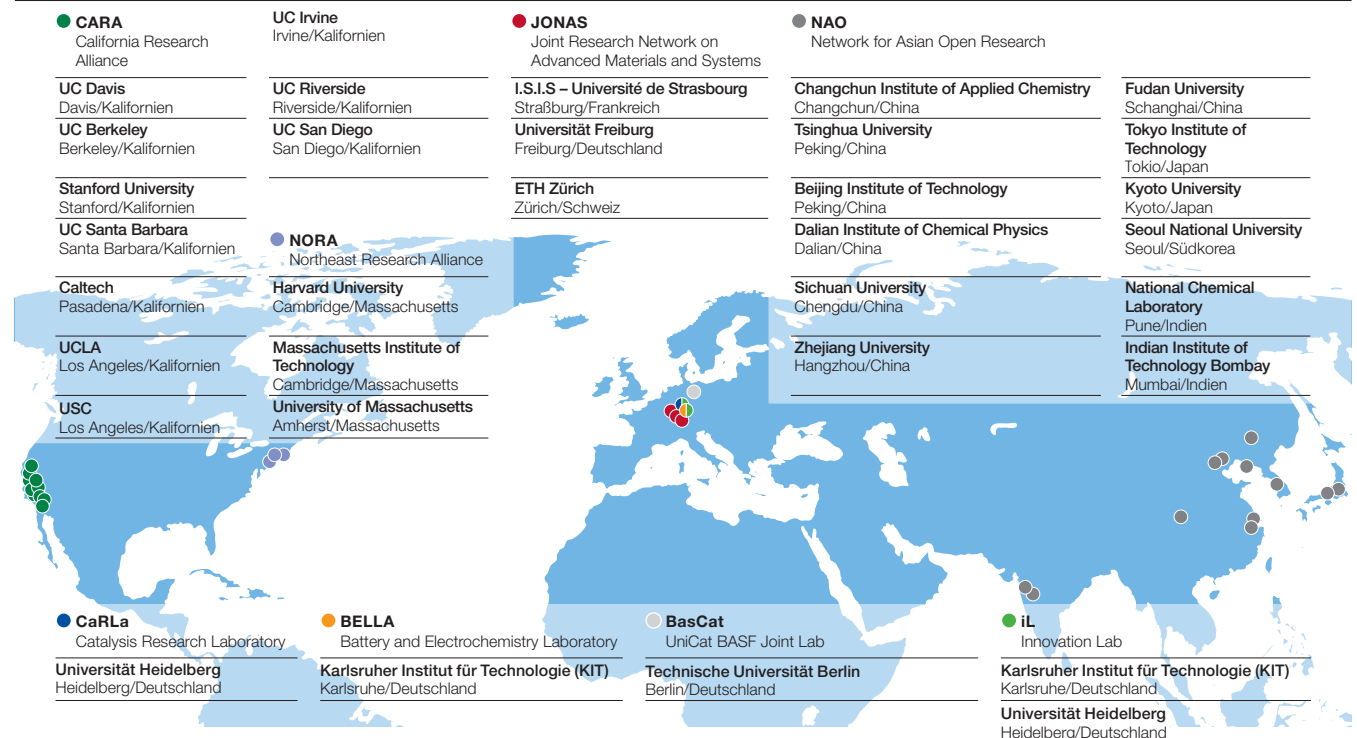 CARA
California Research
Alliance
UC Davis
Davis/Kalifornien
UC Berkeley
Berkeley/Kalifornien
Stanford University
Stanford/Kalifornien
UC Santa Barbara
Santa Barbara/Kalifornien
Caltech
Pasadena/Kalifornien
UCLA
Los Angeles/Kalifornien
USC
Los Angeles/Kalifornien
UC Irvine
Irvine/Kalifornien
UC Riverside
Riverside/Kalifornien
UC San Diego
San Diego/Kalifornien
NORA
Northeast Research Alliance
Harvard University
Cambridge/Massachusetts
Massachusetts Institute of
Technology
Cambridge/Massachusetts
University of Massachusetts
Amherst/Massachusetts
JONAS
Joint Research Network on
Advanced Materials and Systems
I.S.I.S – Université de Strasbourg
Straßburg/Frankreich
Universität Freiburg
Freiburg/Deutschland
ETH Zürich
Zürich/Schweiz
NAO
Network for Asian Open Research
Changchun Institute of Applied Chemistry
Changchun/China
Tsinghua University
Peking/China
Beijing Institute of Technology
Peking/China
Dalian Institute of Chemical Physics
Dalian/China
Sichuan University
Chengdu/China
Zhejiang University
Hangzhou/China
Fudan University
Schanghai/China
Tokyo Institute of
Technology
Tokio/Japan
Kyoto University
Kyoto/Japan
Seoul National University
Seoul/Südkorea
National Chemical
Laboratory
Pune/Indien
Indian Institute of
Technology Bombay
Mumbai/Indien
CaRLa
Catalysis Research Laboratory
Universität Heidelberg
Heidelberg/Deutschland
BELLA
Battery and Electrochemistry Laboratory
Karlsruher Institut für Technologie (KIT)
Karlsruhe/Deutschland
BasCat
UniCat BASF Joint Lab
Technische Universität Berlin
Berlin/Deutschland
iL
Innovation Lab
Karlsruher Institut für Technologie (KIT)
Karlsruhe/Deutschland
Universität Heidelberg
Heidelberg/Deutschland